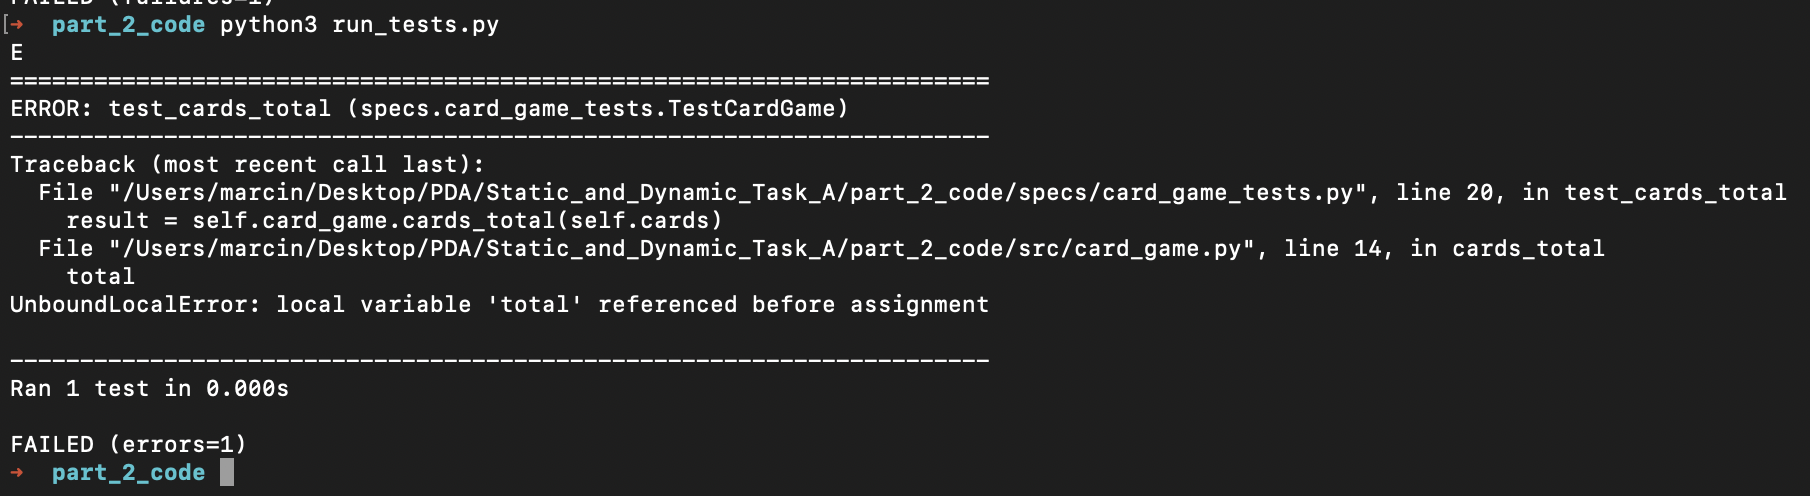 FAILED (failures=1)
[➜  part_2_code python3 run_tests.py
E
======================================================================
ERROR: test_cards_total (specs.card_game_tests.TestCardGame)
----------------------------------------------------------------------
Traceback (most recent call last):
  File "/Users/marcin/Desktop/PDA/Static_and_Dynamic_Task_A/part_2_code/specs/card_game_tests.py", line 20, in test_cards_total
    result = self.card_game.cards_total(self.cards)
  File "/Users/marcin/Desktop/PDA/Static_and_Dynamic_Task_A/part_2_code/src/card_game.py", line 14, in cards_total
    total
UnboundLocalError: local variable 'total' referenced before assignment

----------------------------------------------------------------------
Ran 1 test in 0.000s

FAILED (errors=1)
➜  part_2_code